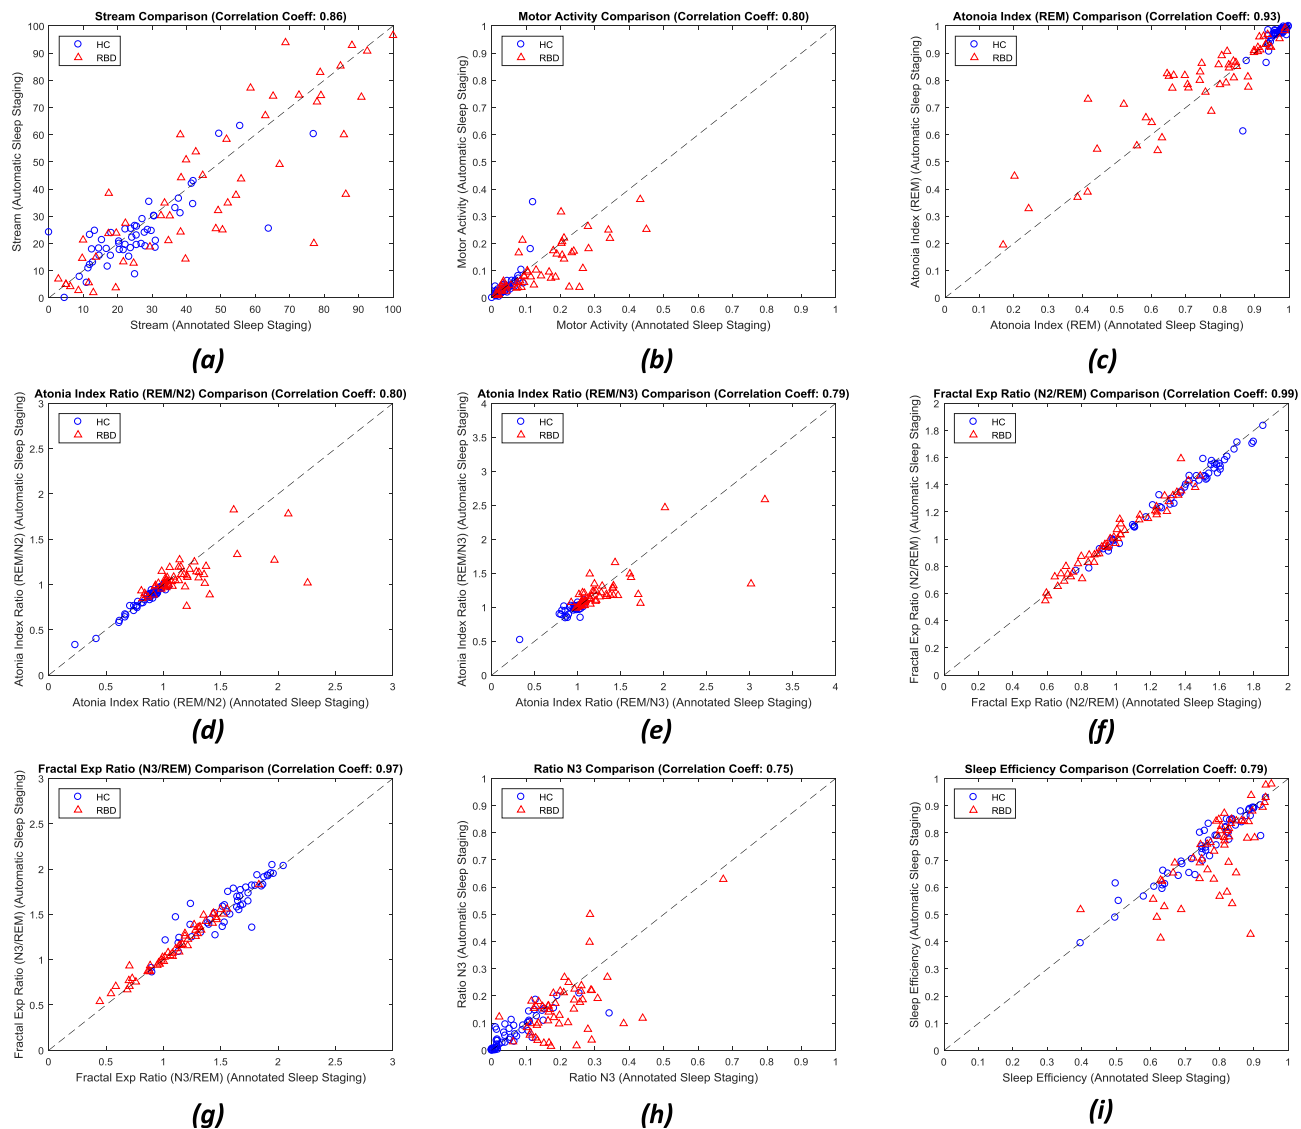 Stream Comparison (Correlation Coeff: 0.86)
HC
RBD
100
90
80
70
60
50
40
30
20
10
0
0 10 20 30 40 50 60 70 80 90 100
Stream (Automatic Sleep Staging)
Stream (Annotated Sleep Staging)
(a)
Motor Activity Comparison (Correlation Coeff: 0.80)
HC
RBD
1
0.9
0.8
0.7
0.6
0.5
0.4
0.3
0.2
0.1
0
0 0.1 0.2 0.3 0.4 0.5 0.6 0.7 0.8 0.9 1
Motor Activity (Automatic Sleep Staging)
Motor Activity (Annotated Sleep Staging)
(b)
Atonoia Index (REM) Comparison (Correlation Coeff: 0.93)
HC
RBD
1
0.9
0.8
0.7
0.6
0.5
0.4
0.3
0.2
0.1
0
0 0.1 0.2 0.3 0.4 0.5 0.6 0.7 0.8 0.9 1
Atonoia Index (REM) (Automatic Sleep Staging)
Atonoia Index (REM) (Annotated Sleep Staging)
(c)
Atonia Index Ratio (REM/N2) Comparison (Correlation Coeff: 0.80)
HC
RBD
3
2.5
2
1.5
1
0.5
0
0 0.5 1 1.5 2 2.5 3
Atonia Index Ratio (REM/N2) (Automatic Sleep Staging)
Atonia Index Ratio (REM/N2) (Annotated Sleep Staging)
(d)
Atonia Index Ratio (REM/N3) Comparison (Correlation Coeff: 0.79)
HC
RBD
4
3.5
3
2.5
2
1.5
1
0.5
0
0 0.5 1 1.5 2 2.5 3 3.5 4
Atonia Index Ratio (REM/N3) (Automatic Sleep Staging)
Atonia Index Ratio (REM/N3) (Annotated Sleep Staging)
(e)
Fractal Exp Ratio (N2/REM) Comparison (Correlation Coeff: 0.99)
HC
RBD
2
1.8
1.6
1.4
1.2
1
0.8
0.6
0.4
0.2
0
0 0.2 0.4 0.6 0.8 1 1.2 1.4 1.6 1.8 2
Fractal Exp Ratio (N2/REM) (Automatic Sleep Staging)
Fractal Exp Ratio (N2/REM) (Annotated Sleep Staging)
(f)
Fractal Exp Ratio (N3/REM) Comparison (Correlation Coeff: 0.97)
HC
RBD
3
2.5
2
1.5
1
0.5
0
0 0.5 1 1.5 2 2.5 3
Fractal Exp Ratio (N3/REM) (Automatic Sleep Staging)
Fractal Exp Ratio (N3/REM) (Annotated Sleep Staging)
(g)
Ratio N3 Comparison (Correlation Coeff: 0.75)
HC
RBD
1
0.9
0.8
0.7
0.6
0.5
0.4
0.3
0.2
0.1
0
0 0.1 0.2 0.3 0.4 0.5 0.6 0.7 0.8 0.9 1
Ratio N3 (Automatic Sleep Staging)
Ratio N3 (Annotated Sleep Staging)
(h)
Sleep Efficiency Comparison (Correlation Coeff: 0.79)
HC
RBD
1
0.9
0.8
0.7
0.6
0.5
0.4
0.3
0.2
0.1
0
0 0.1 0.2 0.3 0.4 0.5 0.6 0.7 0.8 0.9 1
Sleep Efficiency (Automatic Sleep Staging)
Sleep Efficiency (Annotated Sleep Staging)
(i)